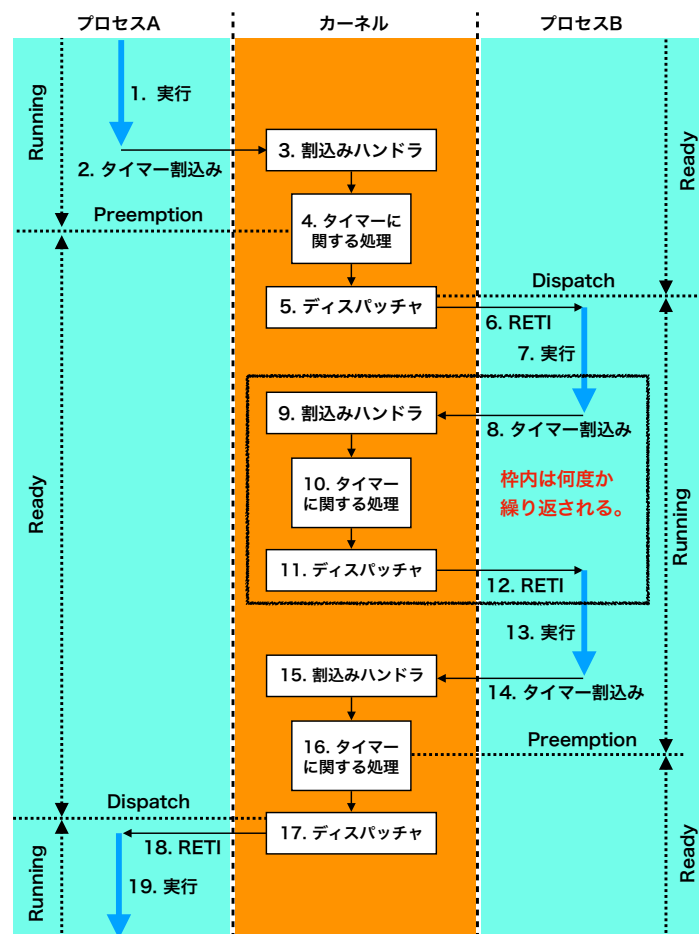 プロセスA
カーネル
プロセスB
Running
1. 実行
2. タイマー割込み
3. 割込みハンドラ
Ready
Preemption
4. タイマーに
関する処理
Dispatch
5. ディスパッチャ
6. RETI
7. 実行
9. 割込みハンドラ
8. タイマー割込み
Ready
10. タイマー
に関する処理
枠内は何度か
繰り返される。
Running
11. ディスパッチャ
12. RETI
13. 実行
15. 割込みハンドラ
14. タイマー割込み
16. タイマー
に関する処理
Preemption
Dispatch
17. ディスパッチャ
18. RETI
Running
19. 実行
Ready